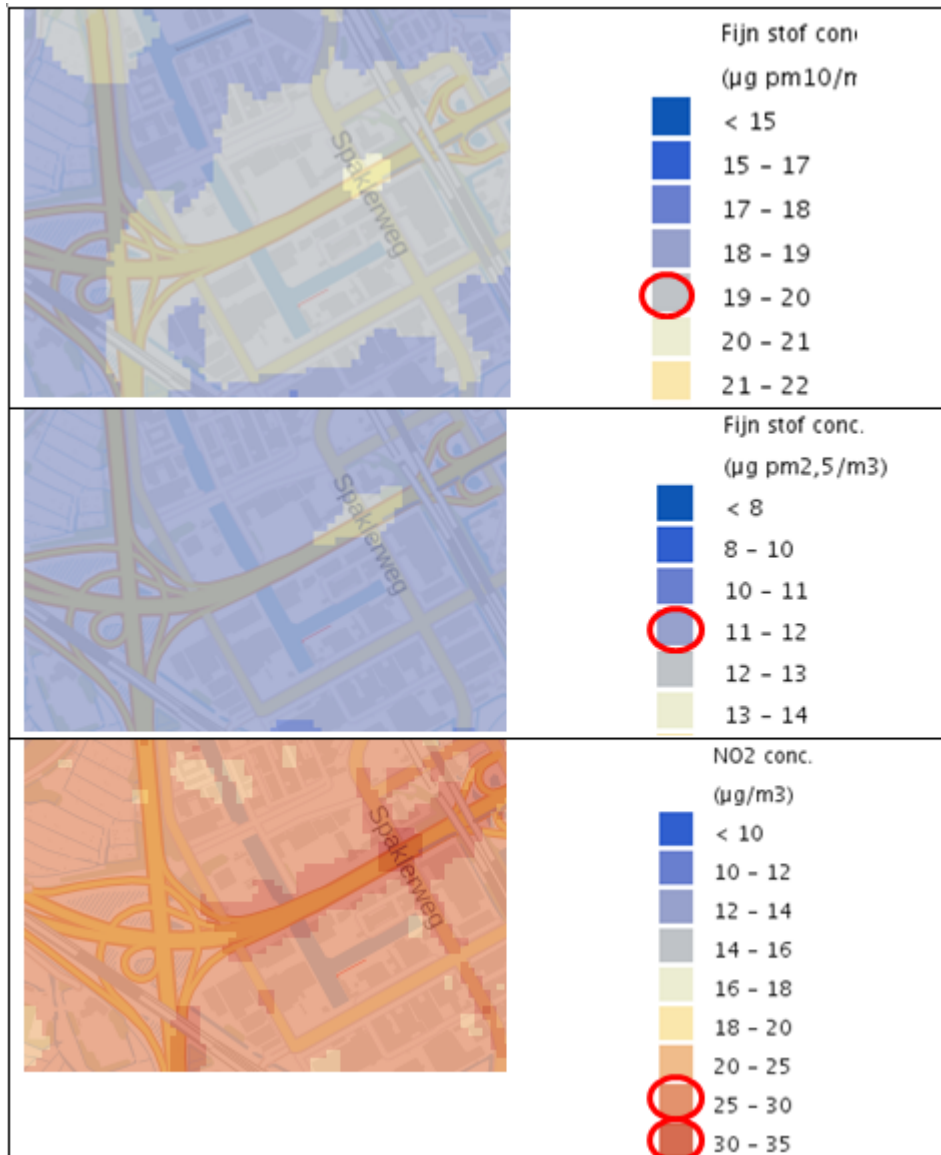 Spaklerweg
Fijn stof con
(µg pm10/m
< 15
15 – 17
17 – 18
18 – 19
19 – 20
20 – 21
21 – 22
Spaklerweg
Fijn stof conc.
(µg pm2,5/m3)
< 8
8 – 10
10 – 11
11 – 12
12 – 13
13 – 14
Spaklerweg
NO2 conc.
(µg/m3)
< 10
10 – 12
12 – 14
14 – 16
16 – 18
18 – 20
20 – 25
25 – 30
30 – 35